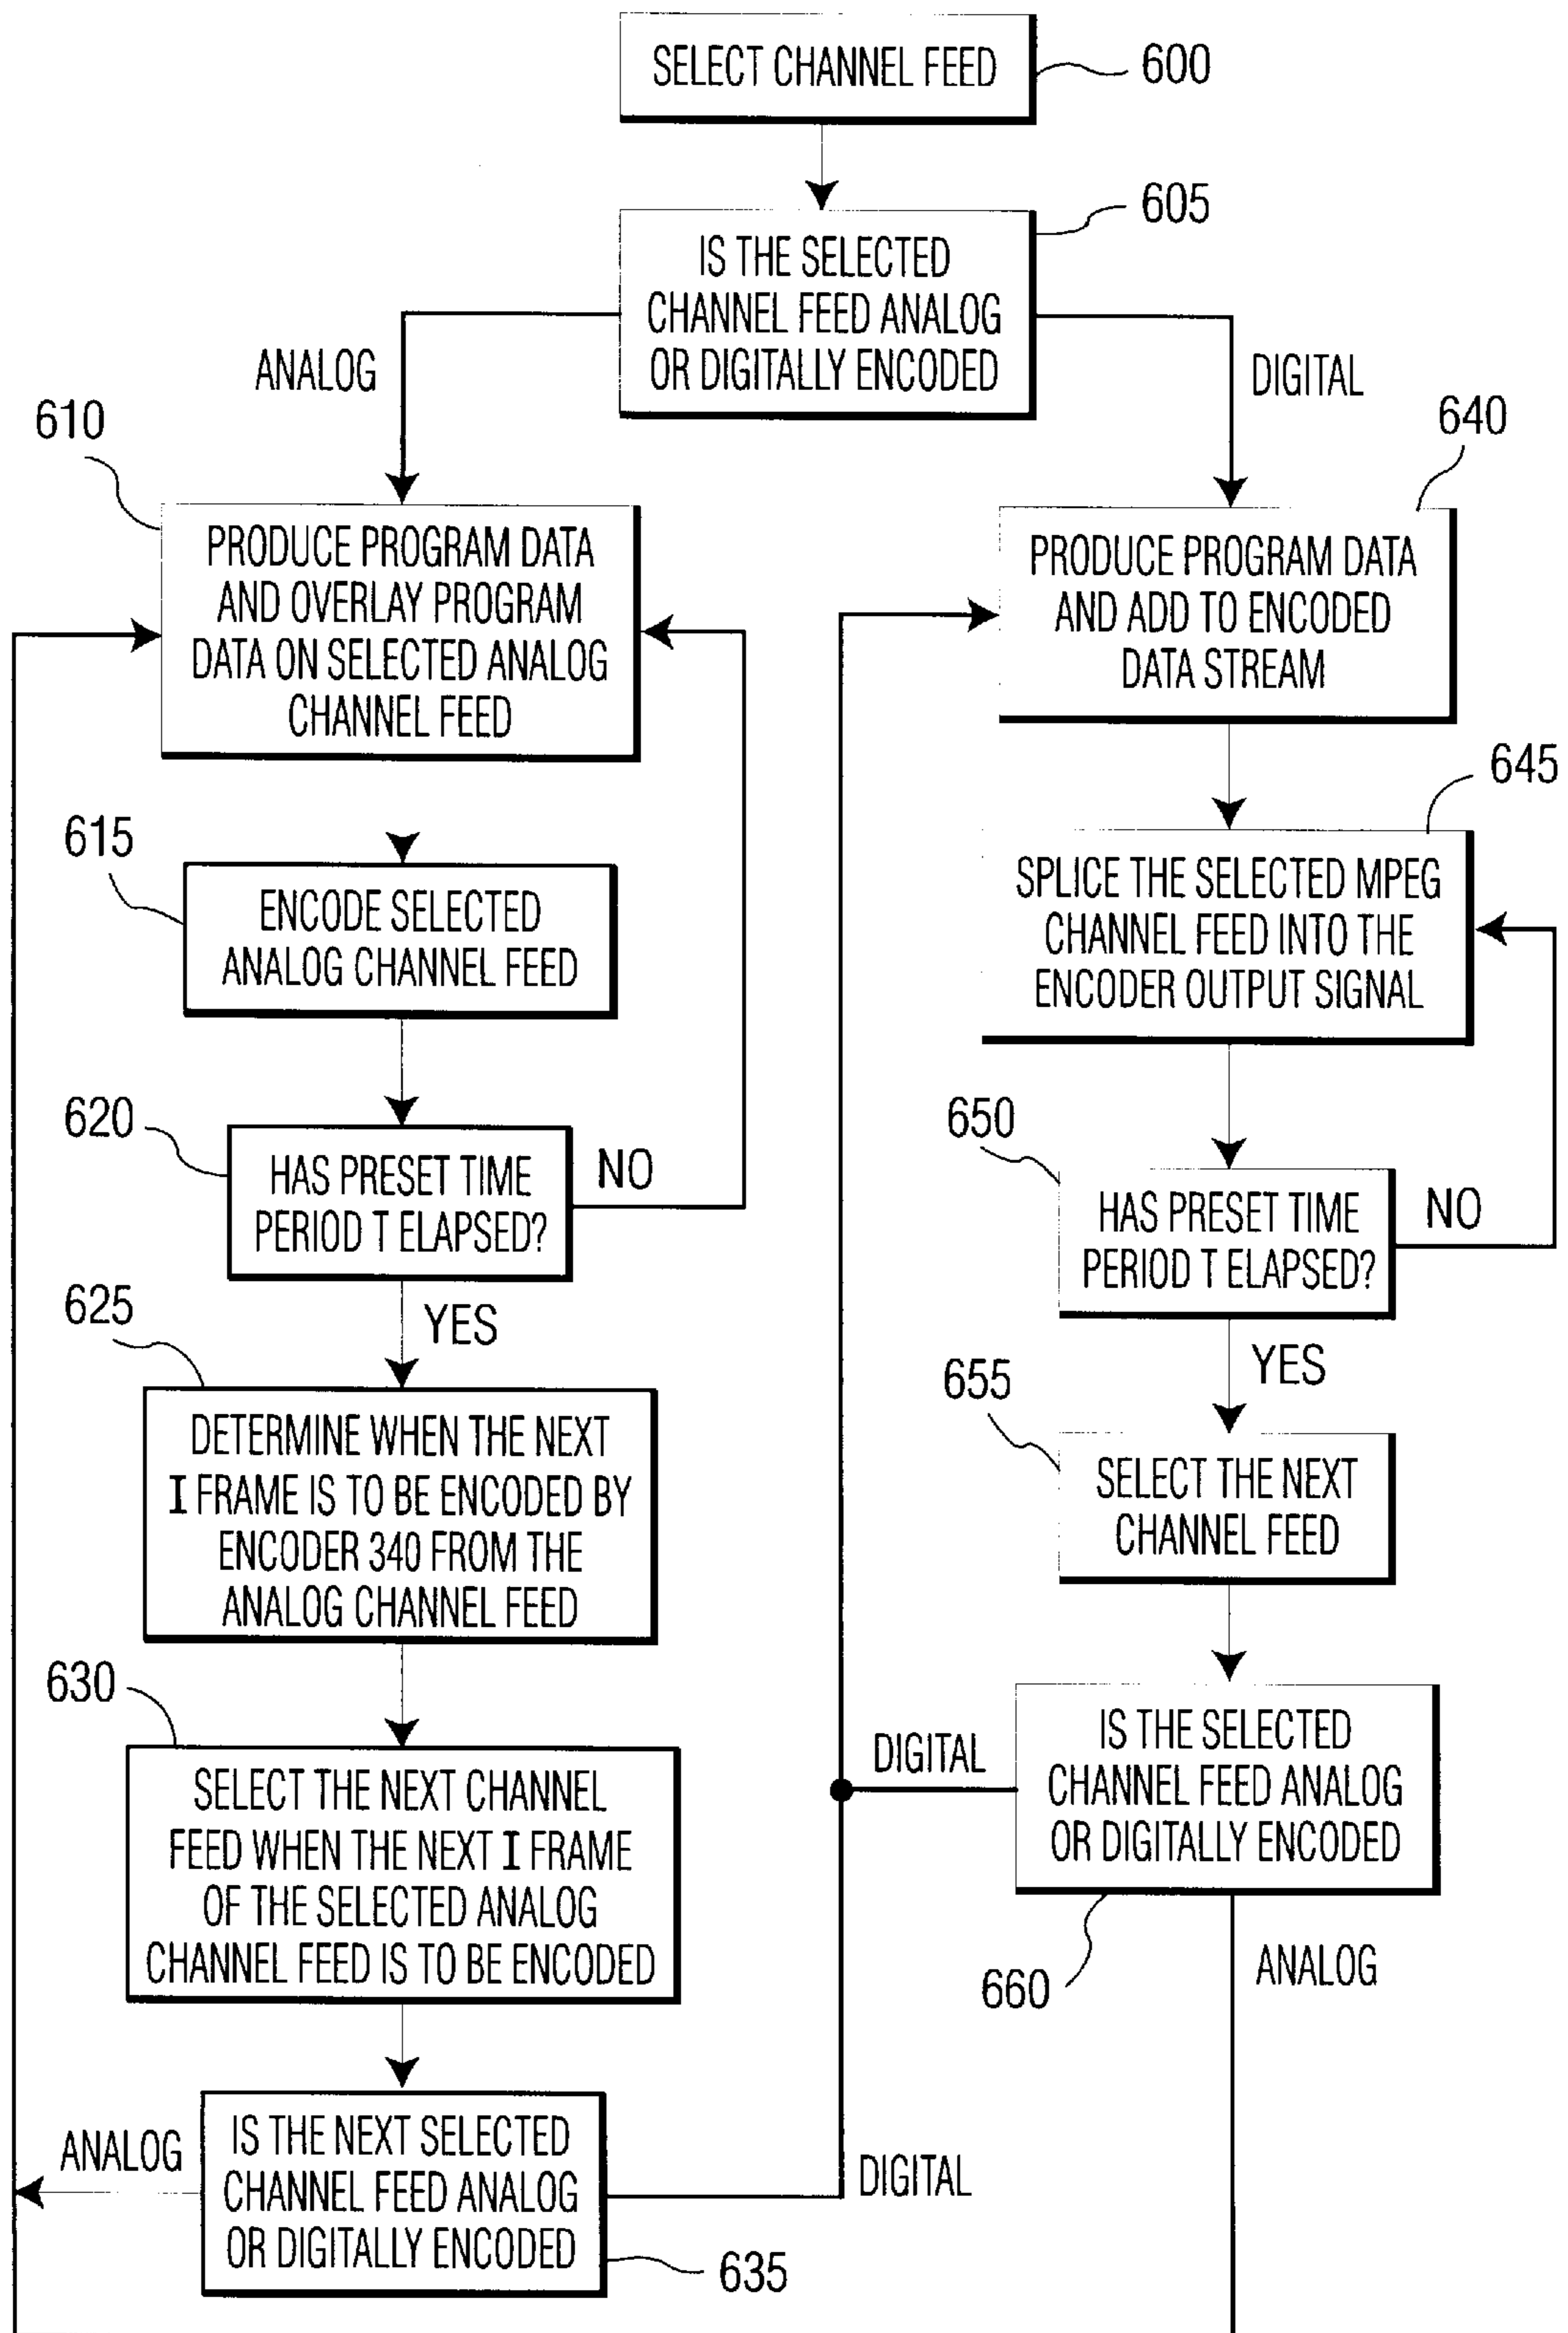 SELECT CHANNEL FEED
600
605
IS THE SELECTED
CHANNEL FEED ANALOG
OR DIGITALLY ENCODED
ANALOG
DIGITAL
610
PRODUCE PROGRAM DATA
AND OVERLAY PROGRAM
DATA ON SELECTED ANALOG
CHANNEL FEED
615
ENCODE SELECTED
ANALOG CHANNEL FEED
620
HAS PRESET TIME
PERIOD T ELAPSED?
NO
YES
625
DETERMINE WHEN THE NEXT
I FRAME IS TO BE ENCODED BY
ENCODER 340 FROM THE
ANALOG CHANNEL FEED
630
SELECT THE NEXT CHANNEL
FEED WHEN THE NEXT I FRAME
OF THE SELECTED ANALOG
CHANNEL FEED IS TO BE ENCODED
ANALOG
IS THE NEXT SELECTED
CHANNEL FEED ANALOG
OR DIGITALLY ENCODED
DIGITAL
635
640
PRODUCE PROGRAM DATA
AND ADD TO ENCODED
DATA STREAM
645
SPLICE THE SELECTED MPEG
CHANNEL FEED INTO THE
ENCODER OUTPUT SIGNAL
650
HAS PRESET TIME
PERIOD T ELAPSED?
NO
YES
655
SELECT THE NEXT
CHANNEL FEED
DIGITAL
IS THE SELECTED
CHANNEL FEED ANALOG
OR DIGITALLY ENCODED
660
ANALOG